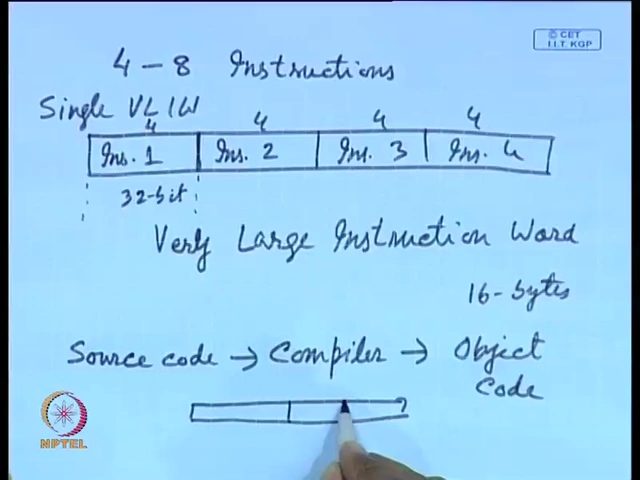 © CET
I.I.T. KGP
4 – 8 Instructions
Single VLIW
4 4 4 4
Ins. 1 Ins. 2 Ins. 3 Ins. 4
32-bit
Very Large Instruction Word
16-bytes
Source code → Compiler → Object
Code
NPTEL